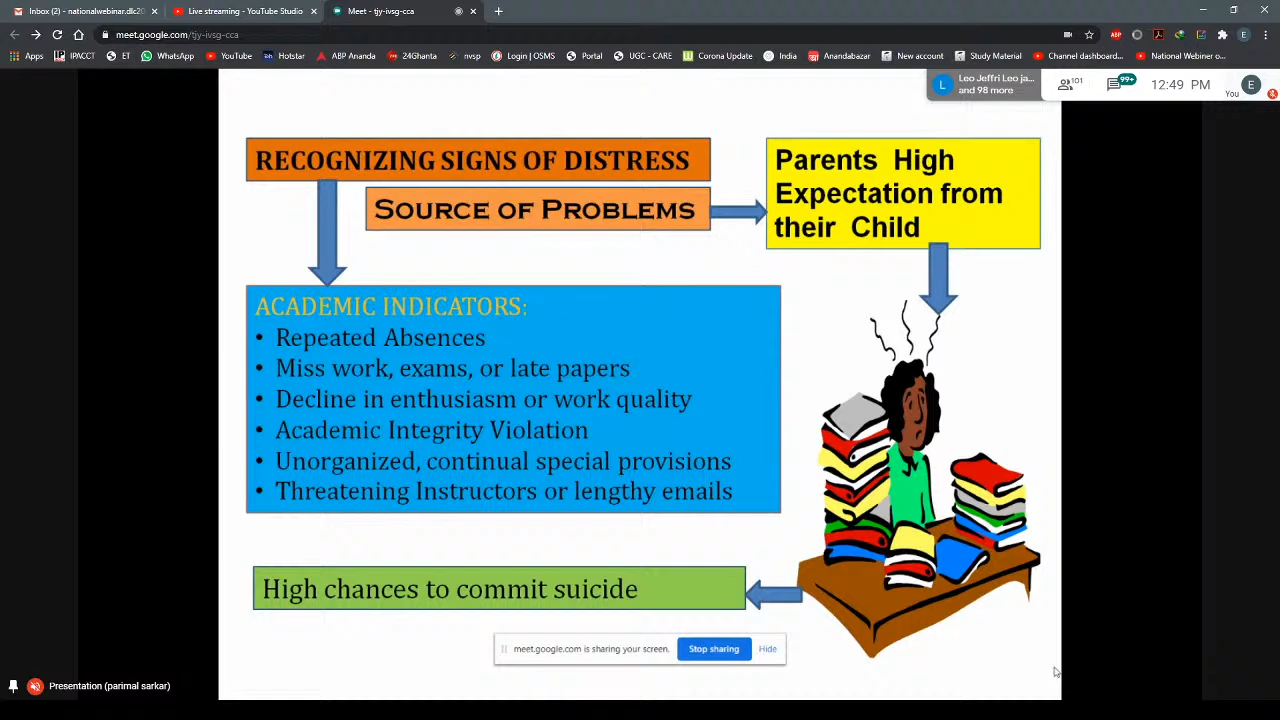 Inbox (2) - nationalwebinar.dlc20
Live streaming - YouTube Studio
Meet - tjy-ivsg-cca
meet.google.com/tjy-ivsg-cca
ABP
E
Apps
IPACCT
ET
WhatsApp
YouTube
Hotstar
ABP Ananda
24Ghanta
nvsp
Login | OSMS
Portal
UGC - CARE
Corona Update
India
Anandabazar
New account
Study Material
Channel dashboard...
National Webinar o...
L
Leo Jeffri Leo ja...
and 98 more
101
99+
12:49 PM
You
E
RECOGNIZING SIGNS OF DISTRESS
SOURCE OF PROBLEMS
Parents High
Expectation from
their Child
ACADEMIC INDICATORS:
• Repeated Absences
• Miss work, exams, or late papers
• Decline in enthusiasm or work quality
• Academic Integrity Violation
• Unorganized, continual special provisions
• Threatening Instructors or lengthy emails
High chances to commit suicide
meet.google.com is sharing your screen.
Stop sharing
Hide
Presentation (parimal sarkar)